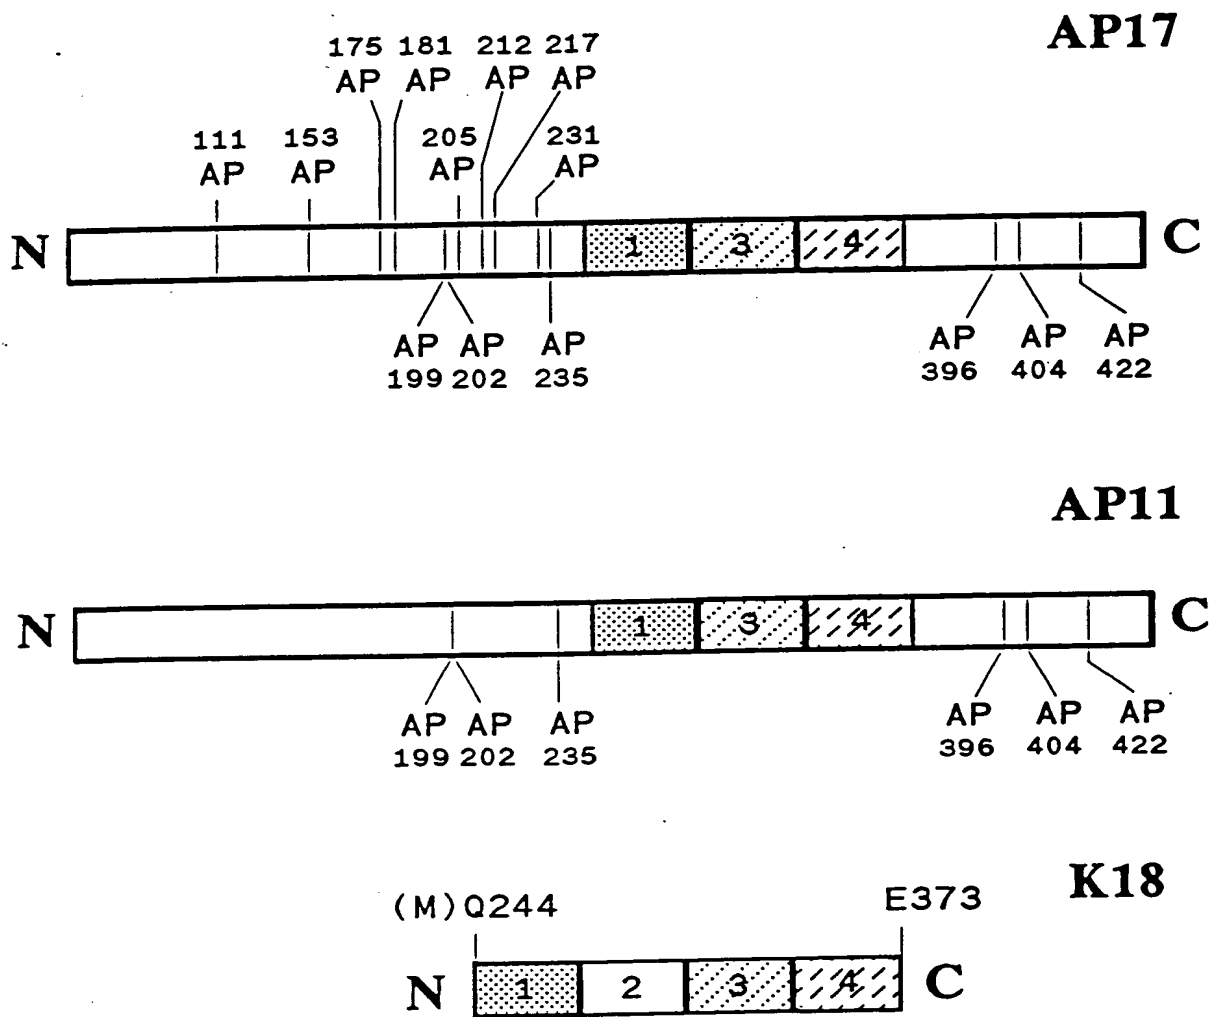 AP17
175 181 212 217
AP AP AP AP
111 153 205 231
AP AP AP AP
N 1 3 4 C
AP AP AP AP AP AP
199 202 235 396 404 422
AP11
N 1 3 4 C
AP AP AP AP AP AP
199 202 235 396 404 422
K18
(M)Q244 E373
N 1 2 3 4 C